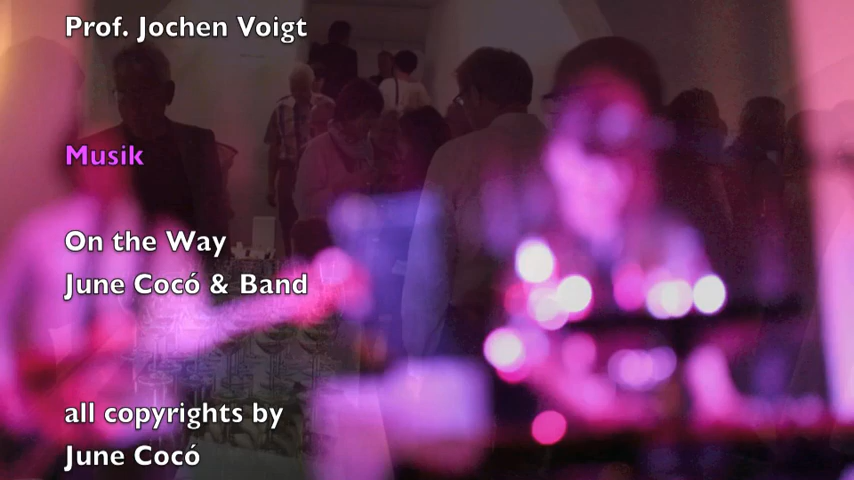 Prof. Jochen Voigt
Musik
On the Way
June Cocó & Band
all copyrights by
June Cocó